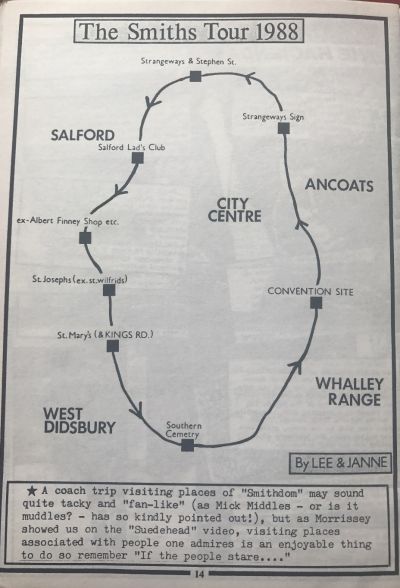 The Smiths Tour 1988
Strangeways & Stephen St.
Strangeways Sign
SALFORD
Salford Lad's Club
ANCOATS
CITY
CENTRE
ex-Albert Finney Shop etc.
St. Josephs (ex. st. wilfrids)
CONVENTION SITE
St. Mary's (& KINGS RD.)
WHALLEY
RANGE
WEST
DIDSBURY
Southern
Cemetry
By LEE & JANNE
★ A coach trip visiting places of "Smithdom" may sound
quite tacky and "fan-like" (as Mick Middles - or is it
muddles? - has so kindly pointed out!), but as Morrissey
showed us on the "Suedehead" video, visiting places
associated with people one admires is an enjoyable thing
to do so remember "If the people stare...."
14